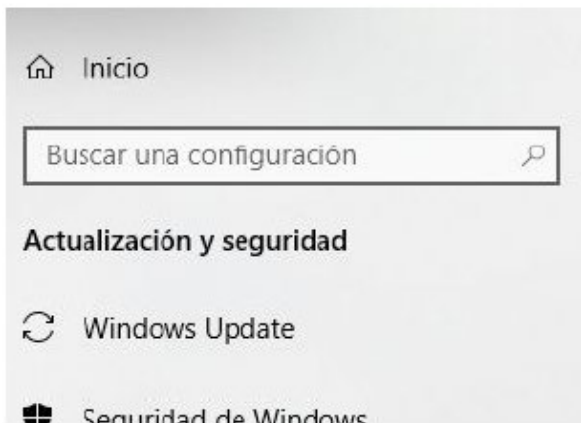 Inicio
Buscar una configuración
Actualización y seguridad
Windows Update
Seguridad de Windows